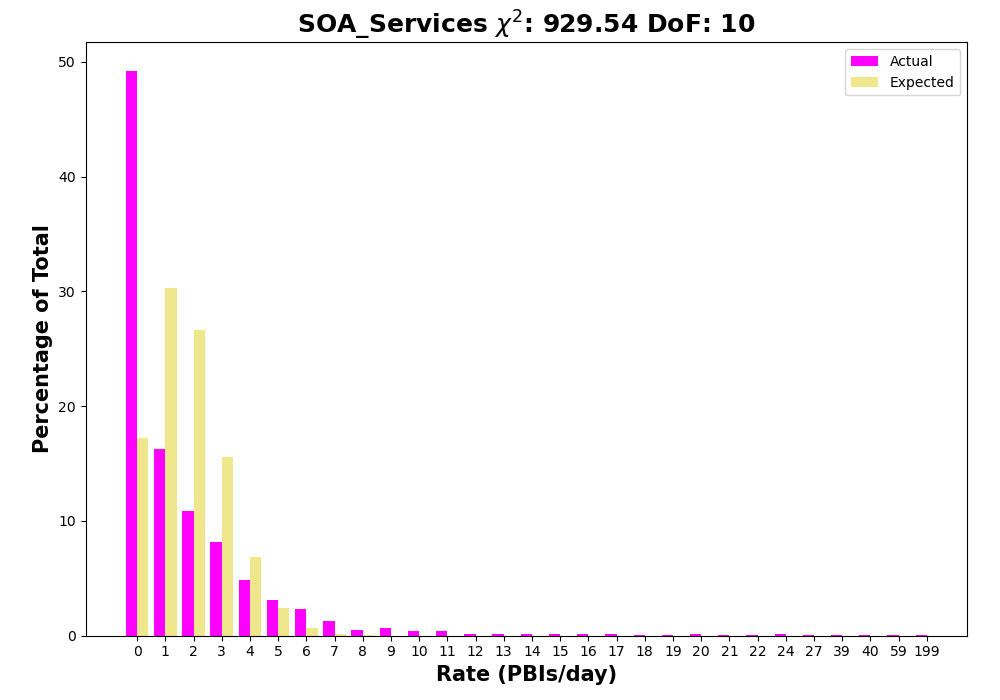 SOA_Services χ²: 929.54 DoF: 10
Actual
Expected
Percentage of Total
50
40
30
20
10
0
0 1 2 3 4 5 6 7 8 9 10 11 12 13 14 15 16 17 18 19 20 21 22 24 27 39 40 59 199
Rate (PBIs/day)